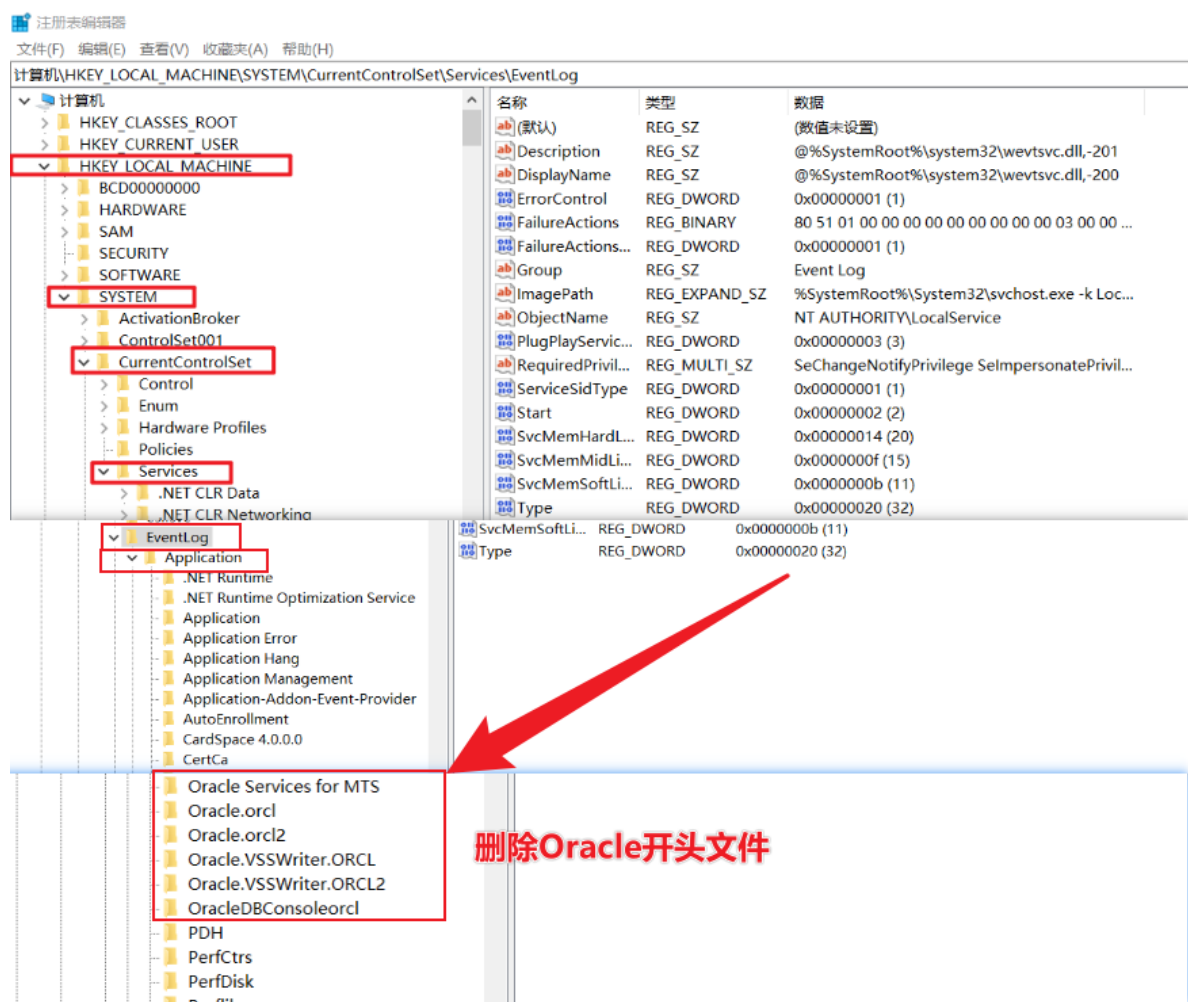 注册表编辑器
文件(F) 编辑(E) 查看(V) 收藏夹(A) 帮助(H)
计算机\HKEY_LOCAL_MACHINE\SYSTEM\CurrentControlSet\Services\EventLog
计算机
HKEY_CLASSES_ROOT
HKEY_CURRENT_USER
HKEY_LOCAL_MACHINE
BCD00000000
HARDWARE
SAM
SECURITY
SOFTWARE
SYSTEM
ActivationBroker
ControlSet001
CurrentControlSet
Control
Enum
Hardware Profiles
Policies
Services
.NET CLR Data
.NET CLR Networking
名称 类型 数据
(默认) REG_SZ (数值未设置)
Description REG_SZ @%SystemRoot%\system32\wevtsvc.dll,-201
DisplayName REG_SZ @%SystemRoot%\system32\wevtsvc.dll,-200
ErrorControl REG_DWORD 0x00000001 (1)
FailureActions REG_BINARY 80 51 01 00 00 00 00 00 00 00 00 00 03 00 00 ...
FailureActions... REG_DWORD 0x00000001 (1)
Group REG_SZ Event Log
ImagePath REG_EXPAND_SZ %SystemRoot%\System32\svchost.exe -k Loc...
ObjectName REG_SZ NT AUTHORITY\LocalService
PlugPlayServic... REG_DWORD 0x00000003 (3)
RequiredPrivil... REG_MULTI_SZ SeChangeNotifyPrivilege SeImpersonatePrivil...
ServiceSidType REG_DWORD 0x00000001 (1)
Start REG_DWORD 0x00000002 (2)
SvcMemHardL... REG_DWORD 0x00000014 (20)
SvcMemMidLi... REG_DWORD 0x0000000f (15)
SvcMemSoftLi... REG_DWORD 0x0000000b (11)
Type REG_DWORD 0x00000020 (32)
EventLog
Application
.NET Runtime
.NET Runtime Optimization Service
Application
Application Error
Application Hang
Application Management
Application-Addon-Event-Provider
AutoEnrollment
CardSpace 4.0.0.0
CertCa
SvcMemSoftLi... REG_DWORD 0x0000000b (11)
Type REG_DWORD 0x00000020 (32)
Oracle Services for MTS
Oracle.orcl
Oracle.orcl2
Oracle.VSSWriter.ORCL
Oracle.VSSWriter.ORCL2
OracleDBConsoleorcl
PDH
PerfCtrs
PerfDisk
删除Oracle开头文件